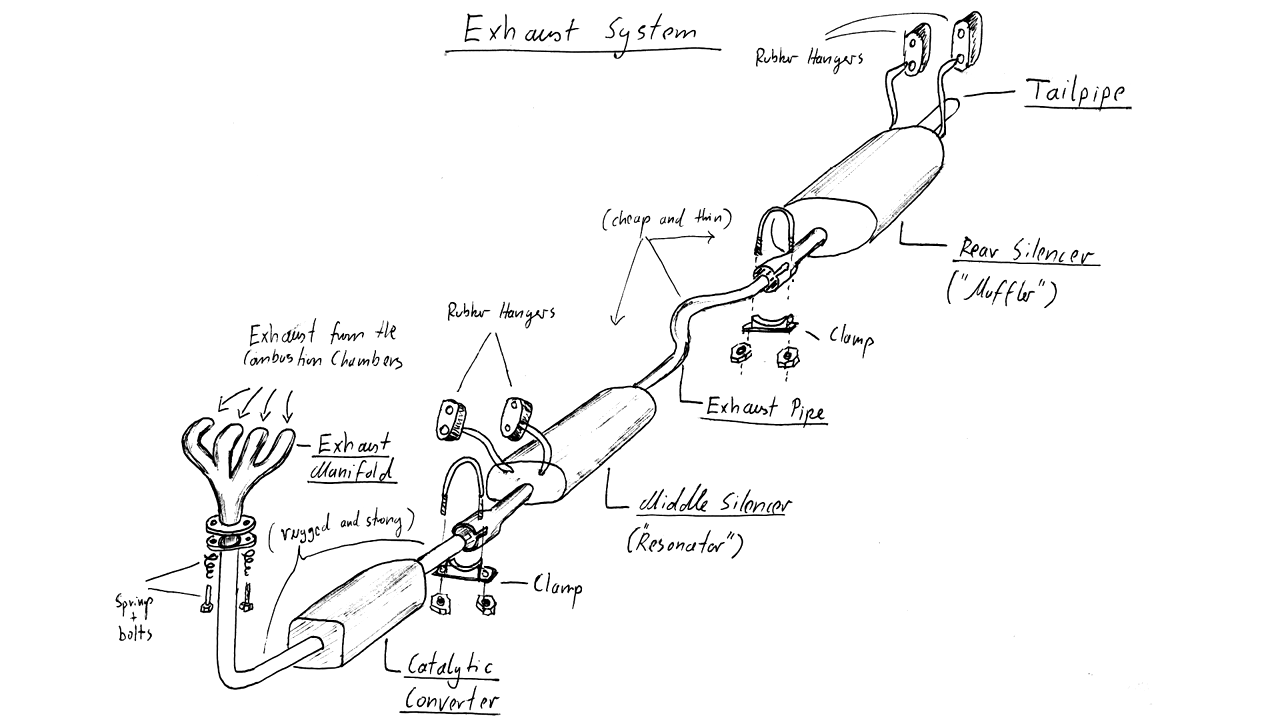 Exhaust System
Rubber Hangers
Tailpipe
(cheap and thin)
Rear Silencer
("Muffler")
Clamp
Rubber Hangers
Exhaust from the
Combustion Chambers
Exhaust Pipe
Exhaust
Manifold
(rugged and strong)
Middle Silencer
("Resonator")
Clamp
Springs
+
bolts
Catalytic
Converter